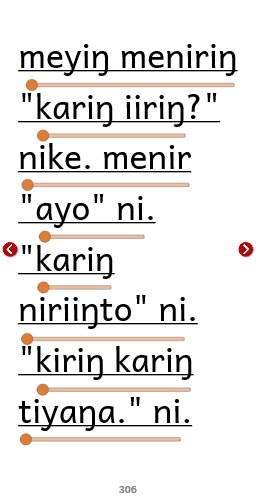 meyiŋ meniriŋ
"kariŋ iiriŋ?"
nike. menir
"ayo" ni.
"kariŋ
niriiŋto" ni.
"kiriŋ kariŋ
tiyaŋa." ni.
306